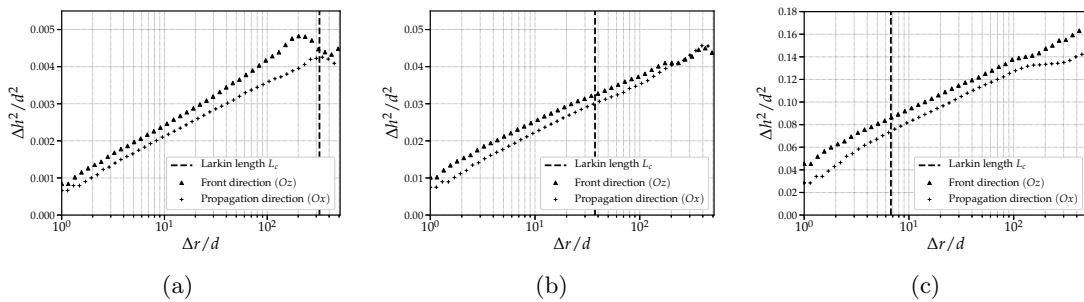 0.005
0.004
0.003
0.002
0.001
0.000
Δh²/d²
10⁰
10¹
10²
Δr/d
Larkin length L_c
Front direction (Oz)
Propagation direction (Ox)
(a)
0.05
0.04
0.03
0.02
0.01
0.00
Δh²/d²
10⁰
10¹
10²
Δr/d
Larkin length L_c
Front direction (Oz)
Propagation direction (Ox)
(b)
0.18
0.16
0.14
0.12
0.10
0.08
0.06
0.04
0.02
0.00
Δh²/d²
10⁰
10¹
10²
Δr/d
Larkin length L_c
Front direction (Oz)
Propagation direction (Ox)
(c)